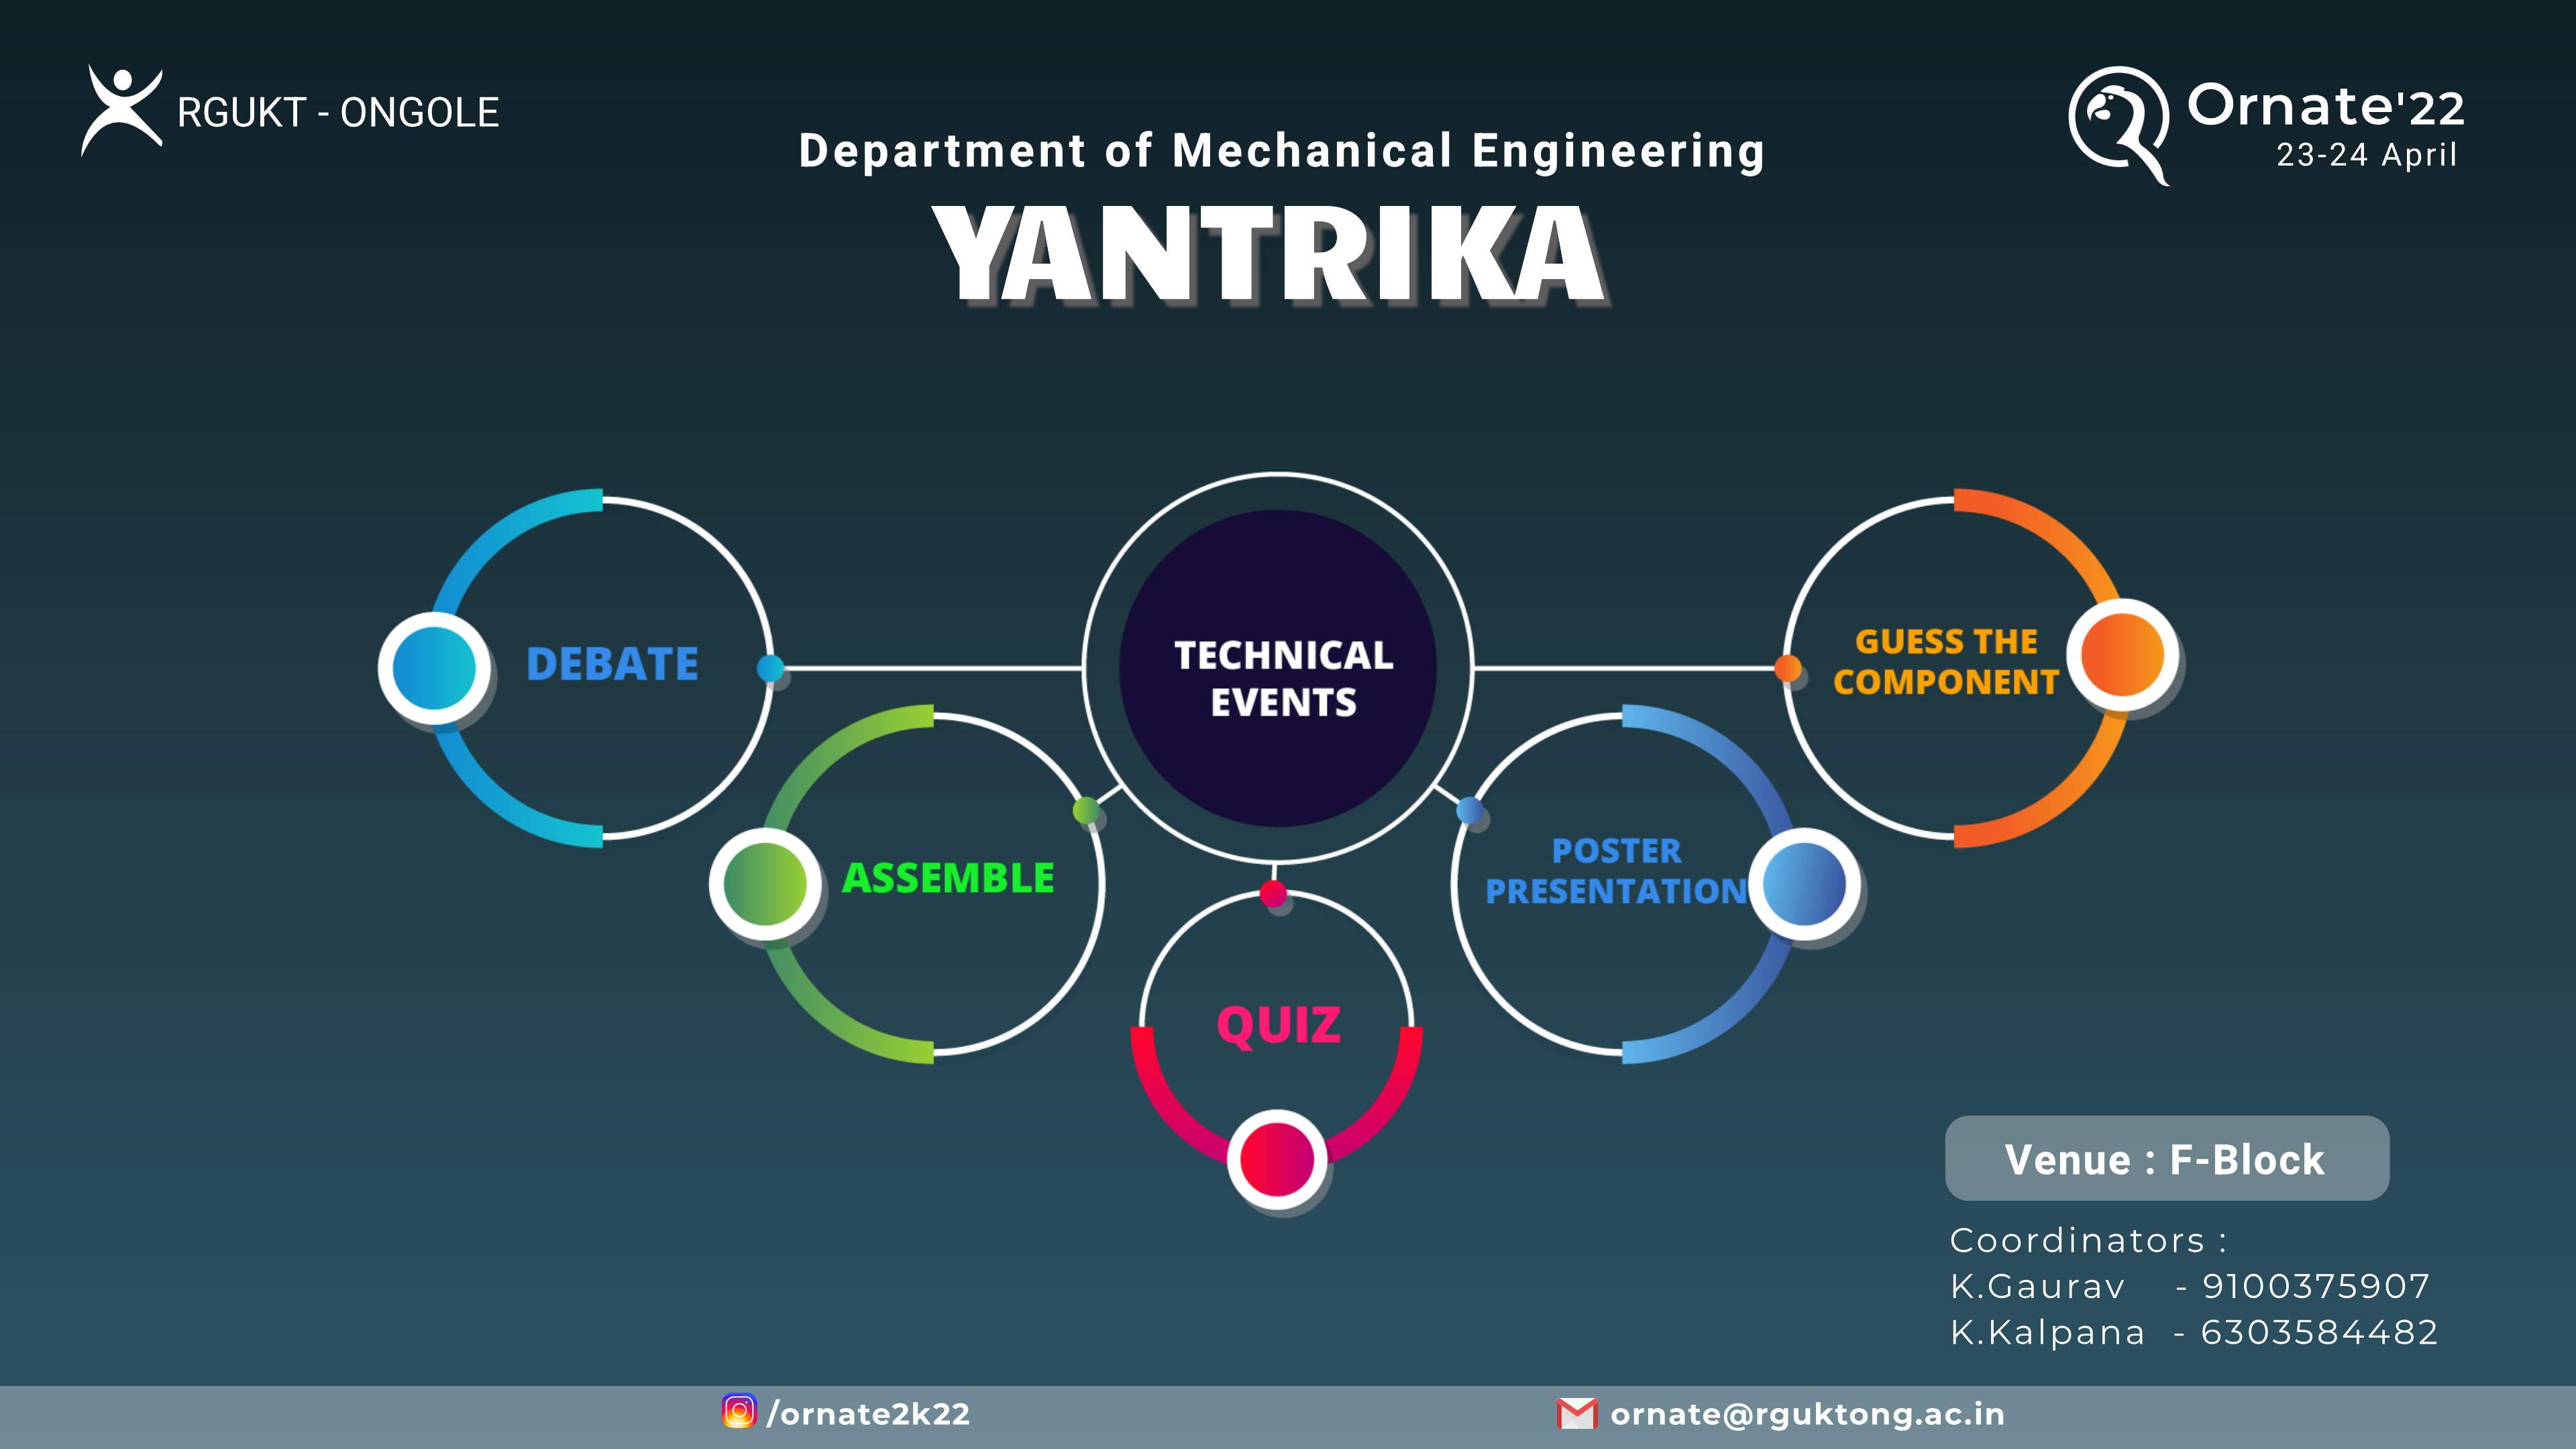 RGUKT - ONGOLE
Ornate'22
23-24 April
Department of Mechanical Engineering
YANTRIKA
DEBATE
TECHNICAL
EVENTS
GUESS THE
COMPONENT
ASSEMBLE
POSTER
PRESENTATION
QUIZ
Venue : F-Block
Coordinators :
K.Gaurav - 9100375907
K.Kalpana - 6303584482
/ornate2k22
ornate@rguktong.ac.in